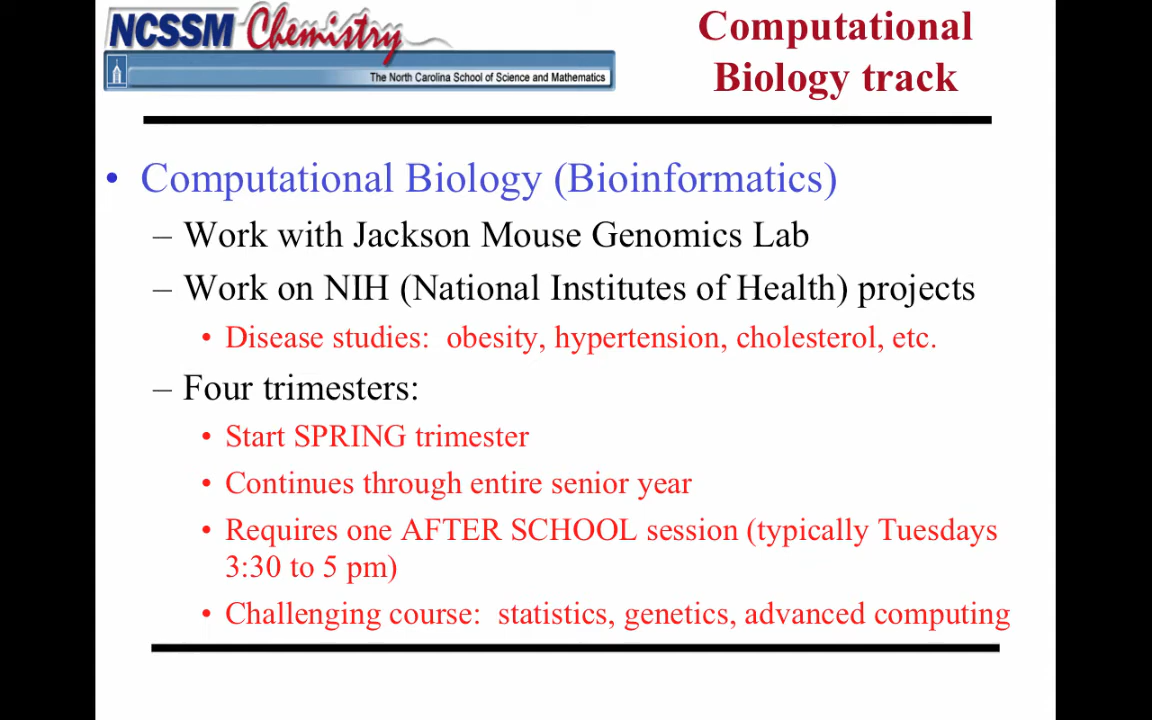 NCSSM Chemistry
The North Carolina School of Science and Mathematics
Computational
Biology track
• Computational Biology (Bioinformatics)
– Work with Jackson Mouse Genomics Lab
– Work on NIH (National Institutes of Health) projects
• Disease studies: obesity, hypertension, cholesterol, etc.
– Four trimesters:
• Start SPRING trimester
• Continues through entire senior year
• Requires one AFTER SCHOOL session (typically Tuesdays
3:30 to 5 pm)
• Challenging course: statistics, genetics, advanced computing